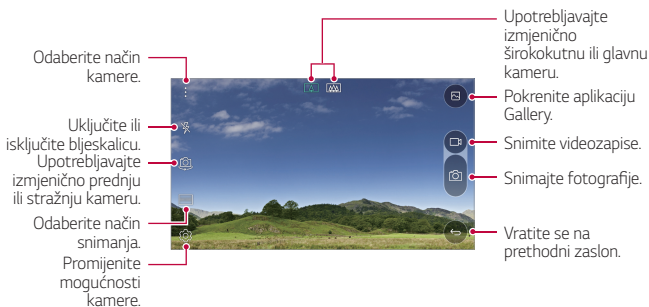 Odaberite način
kamere.
Uključite ili
isključite bljeskalicu.
Upotrebljavajte
izmjenično prednju
ili stražnju kameru.
Odaberite način
snimanja.
Promijenite
mogućnosti
kamere.
Upotrebljavajte
izmjenično
širokokutnu ili glavnu
kameru.
Pokrenite aplikaciju
Gallery.
Snimite videozapise.
Snimajte fotografije.
Vratite se na
prethodni zaslon.